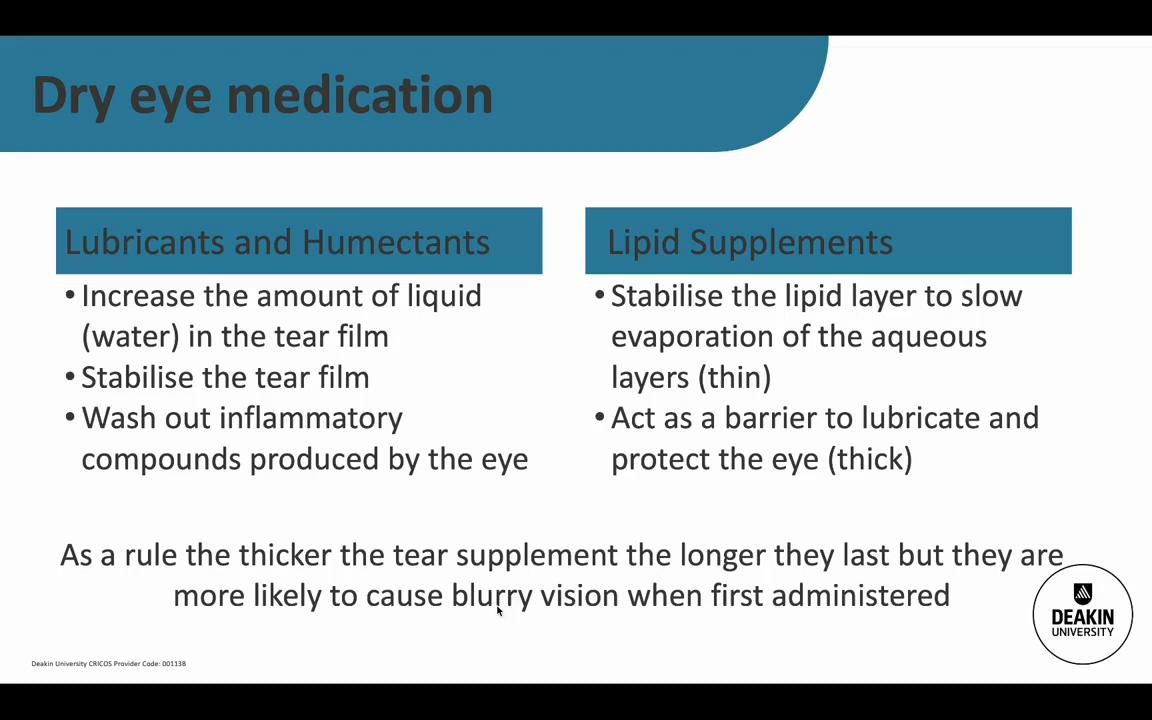 Dry eye medication
Lubricants and Humectants
• Increase the amount of liquid
(water) in the tear film
• Stabilise the tear film
• Wash out inflammatory
compounds produced by the eye
Lipid Supplements
• Stabilise the lipid layer to slow
evaporation of the aqueous
layers (thin)
• Act as a barrier to lubricate and
protect the eye (thick)
As a rule the thicker the tear supplement the longer they last but they are
more likely to cause blurry vision when first administered
DEAKIN
UNIVERSITY
Deakin University CRICOS Provider Code: 00113B